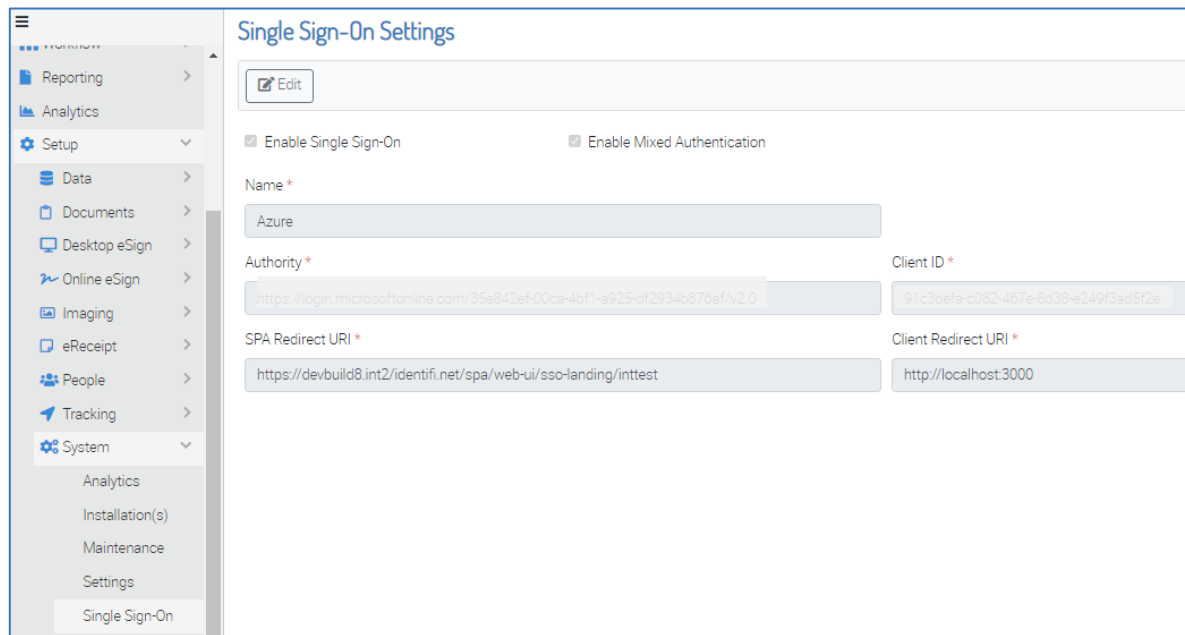 Single Sign-On Settings
Workflow
Reporting
Analytics
Setup
Data
Documents
Desktop eSign
Online eSign
Imaging
eReceipt
People
Tracking
System
Analytics
Installation(s)
Maintenance
Settings
Single Sign-On
Edit
Enable Single Sign-On Enable Mixed Authentication
Name *
Azure
Authority * Client ID *
https://login.microsoftonline.com/35e842ef-00ca-4bf1-a925-df2934b876af/v2.0 91c3defa-c082-467e-8d38-e249f3ad5f2e
SPA Redirect URI * Client Redirect URI *
https://devbuild8.int2/identifi.net/spa/web-ui/sso-landing/inttest http://localhost:3000